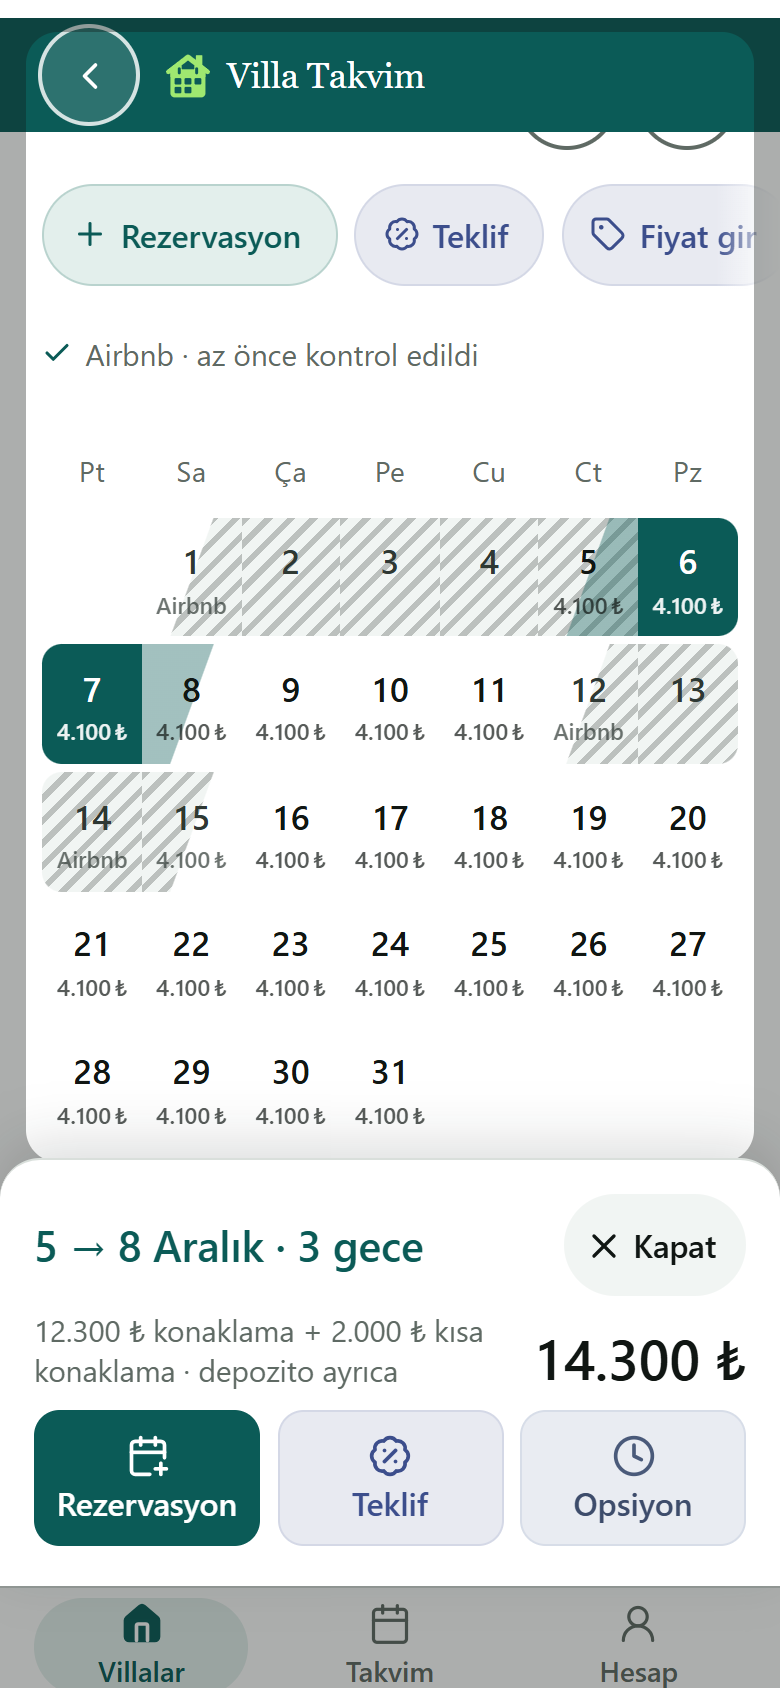 Villa Takvim
Rezervasyon
Teklif
Fiyat gir
Airbnb · az önce kontrol edildi
Pt Sa Ça Pe Cu Ct Pz
1 2 3 4 5 6
Airbnb 4.100 ₺ 4.100 ₺
7 8 9 10 11 12 13
4.100 ₺ 4.100 ₺ 4.100 ₺ 4.100 ₺ 4.100 ₺ Airbnb
14 15 16 17 18 19 20
Airbnb 4.100 ₺ 4.100 ₺ 4.100 ₺ 4.100 ₺ 4.100 ₺ 4.100 ₺
21 22 23 24 25 26 27
4.100 ₺ 4.100 ₺ 4.100 ₺ 4.100 ₺ 4.100 ₺ 4.100 ₺ 4.100 ₺
28 29 30 31
4.100 ₺ 4.100 ₺ 4.100 ₺ 4.100 ₺
5 → 8 Aralık · 3 gece
Kapat
12.300 ₺ konaklama + 2.000 ₺ kısa
konaklama · depozito ayrıca
14.300 ₺
Rezervasyon
Teklif
Opsiyon
Villalar
Takvim
Hesap